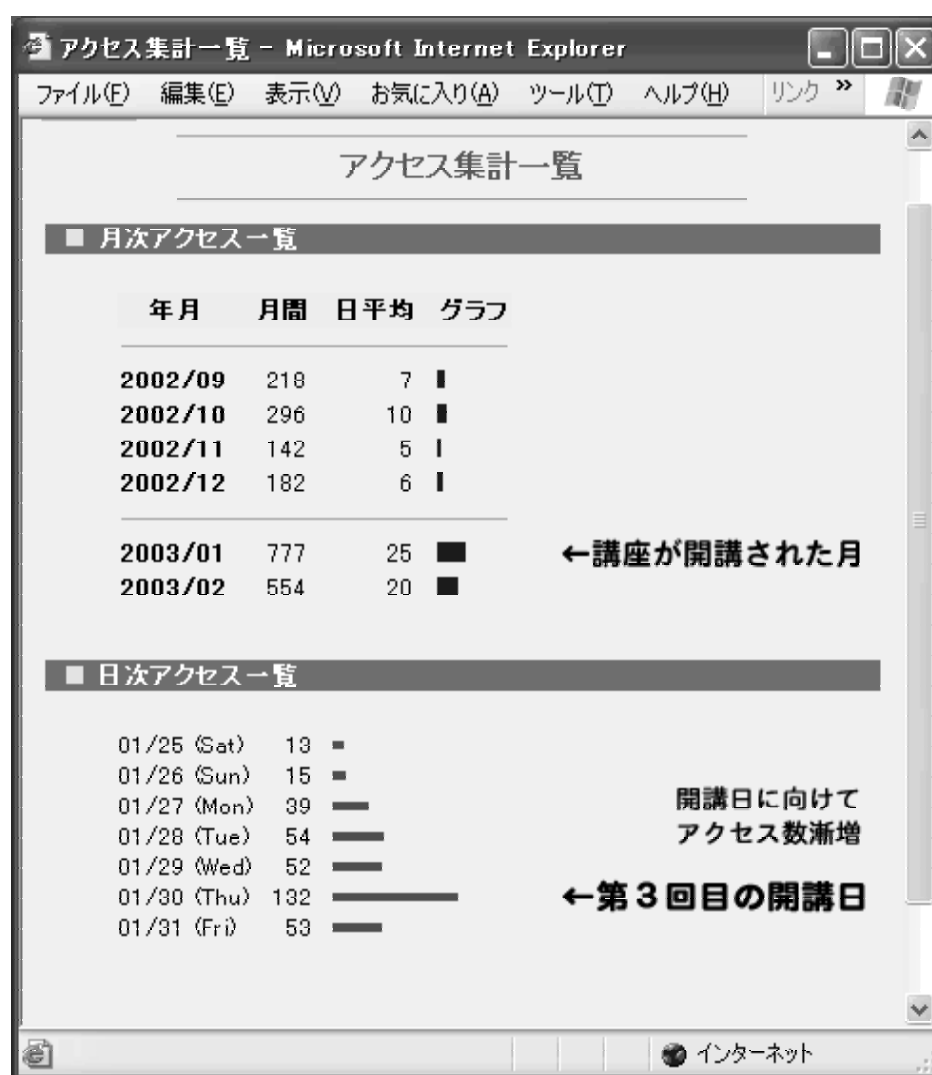 アクセス集計一覧 - Microsoft Internet Explorer
ファイル(F) 編集(E) 表示(V) お気に入り(A) ツール(T) ヘルプ(H) リンク »
アクセス集計一覧
■ 月次アクセス一覧
年月 月間 日平均 グラフ
2002/09 218 7
2002/10 296 10
2002/11 142 5
2002/12 182 6
2003/01 777 25 ←講座が開講された月
2003/02 554 20
■ 日次アクセス一覧
01/25 (Sat) 13
01/26 (Sun) 15
01/27 (Mon) 39 開講日に向けて
01/28 (Tue) 54 アクセス数漸増
01/29 (Wed) 52
01/30 (Thu) 132 ←第3回目の開講日
01/31 (Fri) 53
インターネット